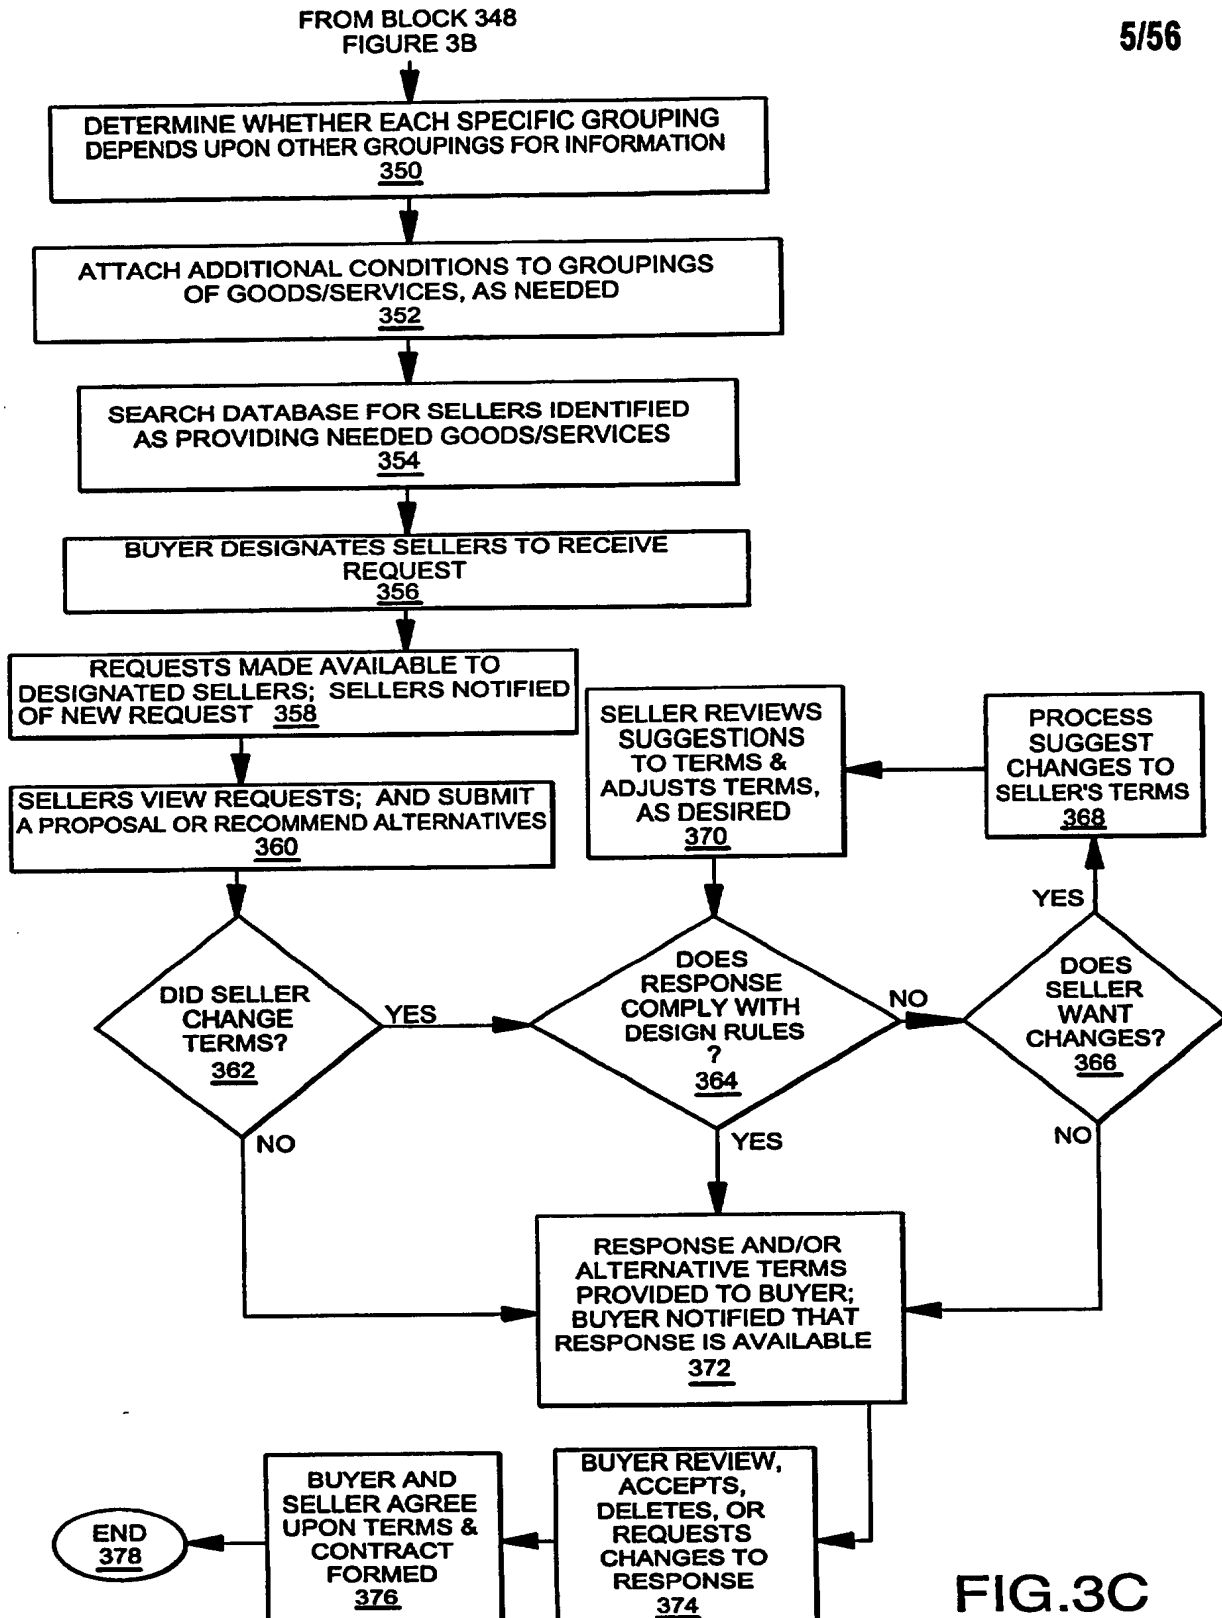 FROM BLOCK 348
FIGURE 3B
5/56
DETERMINE WHETHER EACH SPECIFIC GROUPING
DEPENDS UPON OTHER GROUPINGS FOR INFORMATION
350
ATTACH ADDITIONAL CONDITIONS TO GROUPINGS
OF GOODS/SERVICES, AS NEEDED
352
SEARCH DATABASE FOR SELLERS IDENTIFIED
AS PROVIDING NEEDED GOODS/SERVICES
354
BUYER DESIGNATES SELLERS TO RECEIVE
REQUEST
356
REQUESTS MADE AVAILABLE TO
DESIGNATED SELLERS; SELLERS NOTIFIED
OF NEW REQUEST 358
SELLERS VIEW REQUESTS; AND SUBMIT
A PROPOSAL OR RECOMMEND ALTERNATIVES
360
SELLER REVIEWS
SUGGESTIONS
TO TERMS &
ADJUSTS TERMS,
AS DESIRED
370
PROCESS
SUGGEST
CHANGES TO
SELLER'S TERMS
368
YES
DID SELLER
CHANGE
TERMS?
362
YES
DOES
RESPONSE
COMPLY WITH
DESIGN RULES
?
364
NO
DOES
SELLER
WANT
CHANGES?
366
NO
YES
NO
RESPONSE AND/OR
ALTERNATIVE TERMS
PROVIDED TO BUYER;
BUYER NOTIFIED THAT
RESPONSE IS AVAILABLE
372
BUYER REVIEW,
ACCEPTS,
DELETES, OR
REQUESTS
CHANGES TO
RESPONSE
374
BUYER AND
SELLER AGREE
UPON TERMS &
CONTRACT
FORMED
376
END
378
FIG.3C